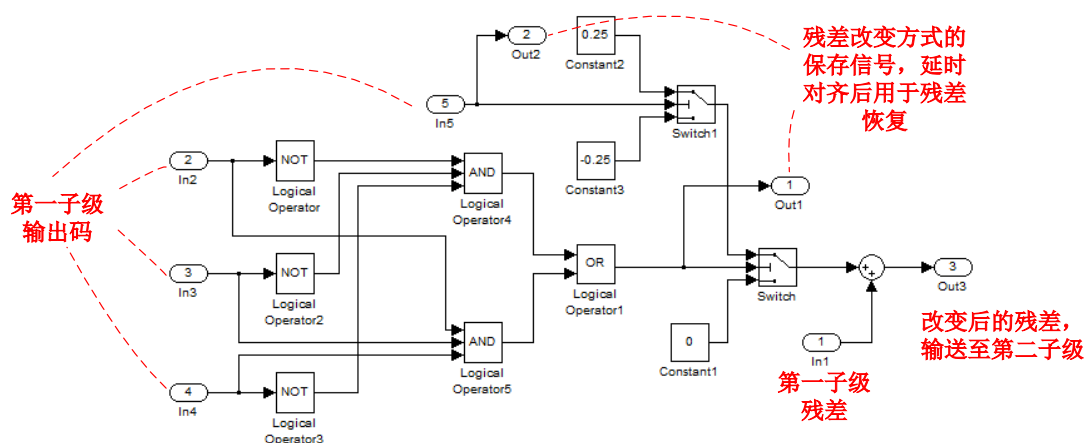 2
Out2
0.25
Constant2
残差改变方式的
保存信号，延时
对齐后用于残差
恢复
5
In5
Switch1
2
In2
NOT
Logical
Operator
AND
Logical
Operator4
-0.25
Constant3
1
Out1
第一子级
输出码
3
In3
NOT
Logical
Operator2
OR
Logical
Operator1
Switch
+
+
3
Out3
AND
Logical
Operator5
0
Constant1
1
In1
改变后的残差，
输送至第二子级
4
In4
NOT
Logical
Operator3
第一子级
残差